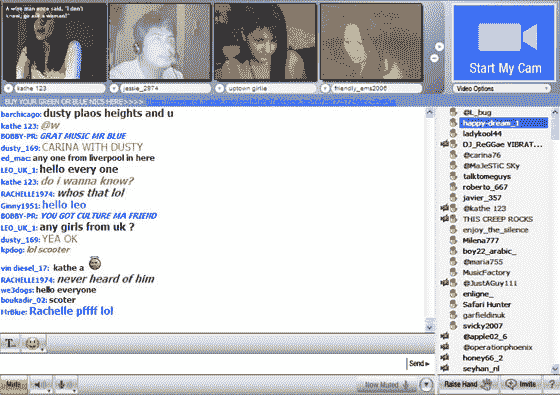 A wise man once said, "I don't
know, go ask a woman!"
kathe 123
jessie_2874
uptown girlie
friendly_ems2006
Start My Cam
Video Options
BUY YOUR GREEN OR BLUE NICS HERE >>>>
barchicago: dusty plaos heights and u
kathe 123: @w
BOBBY-PR: GRAT MUSIC MR BLUE
dusty_169: CARINA WITH DUSTY
ed_mac: any one from liverpool in here
LEO_UK_1: hello every one
kathe 123: do i wanna know?
RACHELLE1974: whos that lol
Ginny1951: hello leo
BOBBY-PR: YOU GOT CULTURE MA FRIEND
LEO_UK_1: any girls from uk ?
dusty_169: YEA OK
kpdog: lol scooter
vin diesel_17: kathe a
RACHELLE1974: never heard of him
we3dogs: hello everyone
boukadir_02: scoter
MrBlue: Rachelle pffff lol
@L_bug
happy-dream_1
ladykool44
DJ_ReGGae YIBRAT...
@carina76
@MaJeSTiC SKy
talktomeguys
roberto_667
javier_357
@kathe 123
THIS CREEP ROCKS
enjoy_the_silence
Milena777
boy22_arabic_
@maria755
MusicFactory
@JustAGuy111
enligne_
Safari Hunter
garfieldinuk
svicky2007
@apple02_6
@operationphoenix
honey66_2
seyhan_nl
T
Send
Mute
Now Muted
Raise Hand
Invite
?